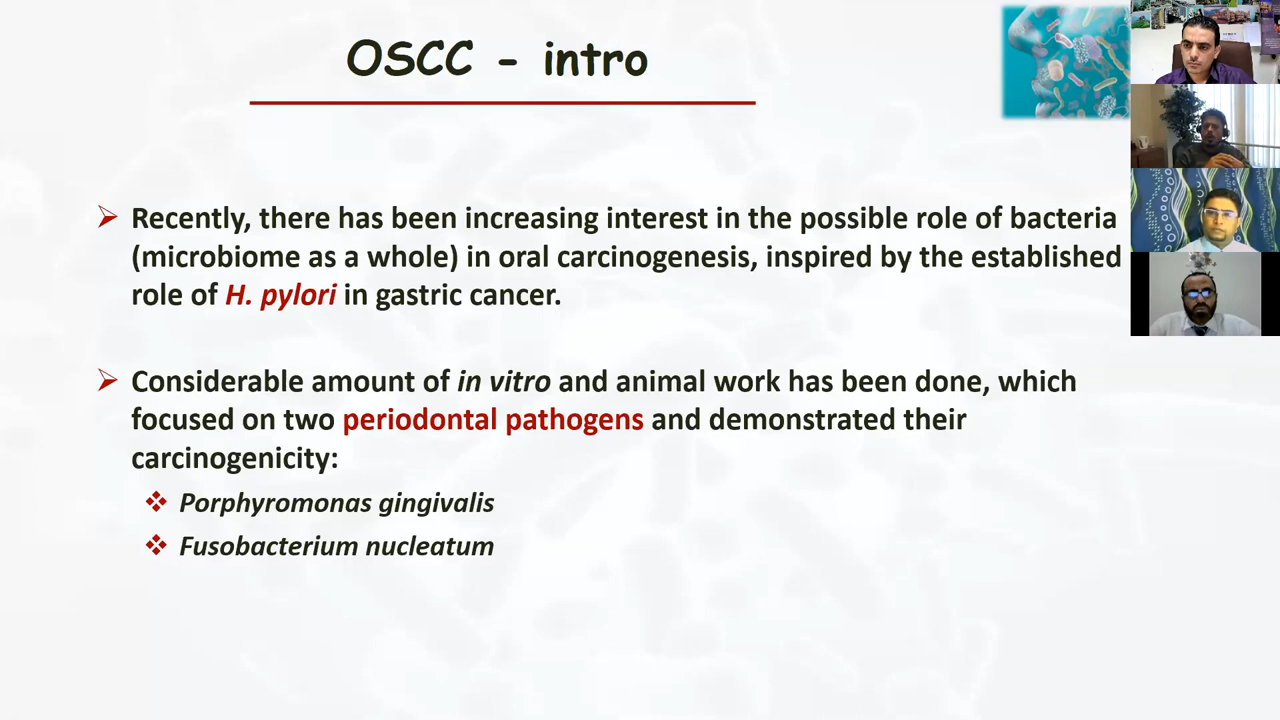 OSCC - intro
Recently, there has been increasing interest in the possible role of bacteria
(microbiome as a whole) in oral carcinogenesis, inspired by the established
role of H. pylori in gastric cancer.
Considerable amount of in vitro and animal work has been done, which
focused on two periodontal pathogens and demonstrated their
carcinogenicity:
Porphyromonas gingivalis
Fusobacterium nucleatum